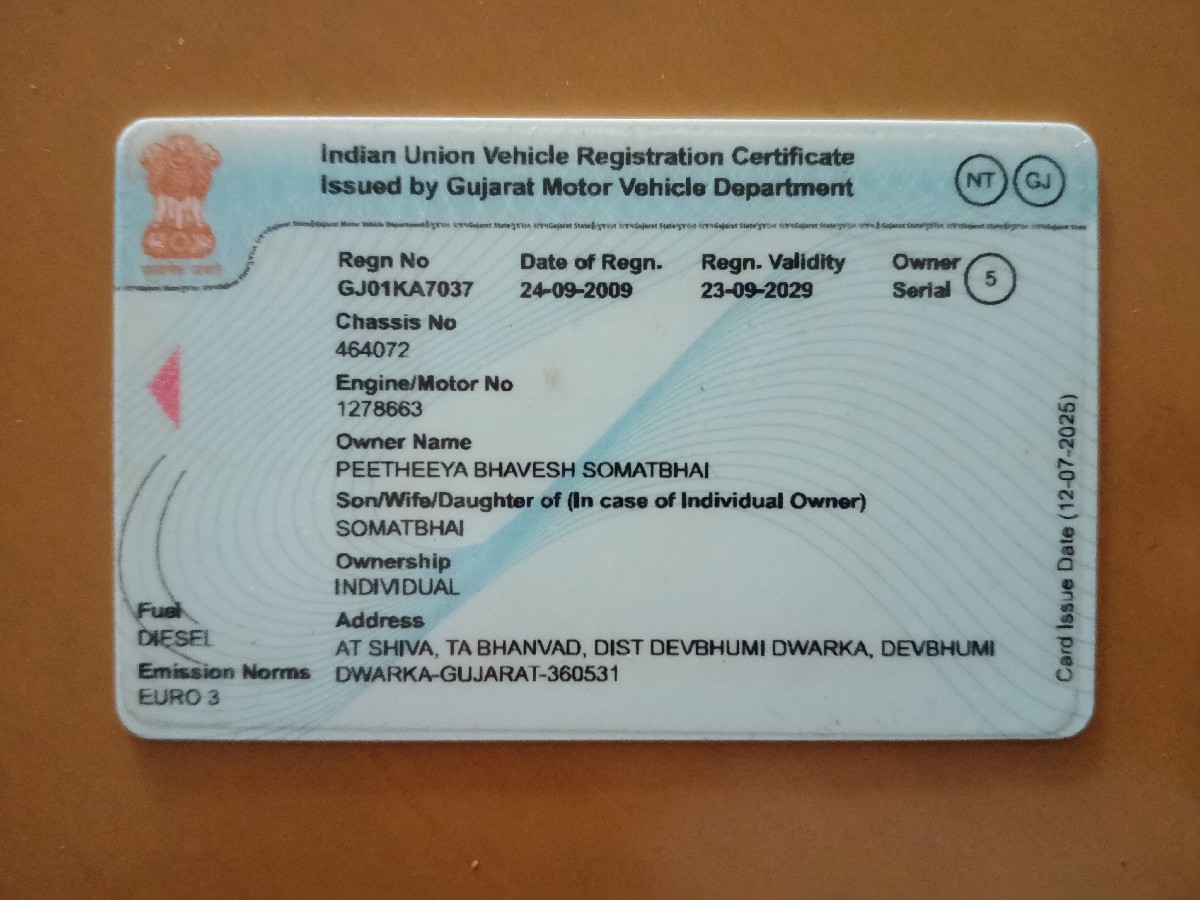 Indian Union Vehicle Registration Certificate
Issued by Gujarat Motor Vehicle Department
NT GJ
Regn No Date of Regn. Regn. Validity Owner Serial 5
GJ01KA7037 24-09-2009 23-09-2029
Chassis No
464072
Engine/Motor No
1278663
Owner Name
PEETHEEYA BHAVESH SOMATBHAI
Son/Wife/Daughter of (In case of Individual Owner)
SOMATBHAI
Ownership
INDIVIDUAL
Fuel
DIESEL
Emission Norms
EURO 3
Address
AT SHIVA, TA BHANVAD, DIST DEVBHUMI DWARKA, DEVBHUMI
DWARKA-GUJARAT-360531
Card Issue Date (12-07-2025)